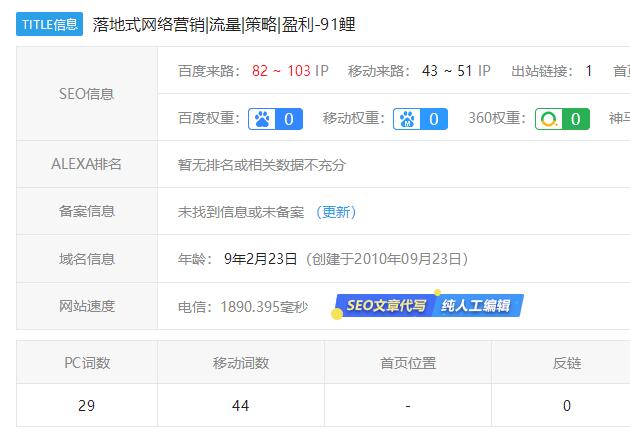 TITLE信息 落地式网络营销|流量|策略|盈利-91鲤
SEO信息
百度来路： 82 ~ 103 IP 移动来路： 43 ~ 51 IP 出站链接： 1 首
百度权重： 0 移动权重： 0 360权重： 0 神
ALEXA排名 暂无排名或相关数据不充分
备案信息 未找到信息或未备案 （更新）
域名信息 年龄： 9年2月23日（创建于2010年09月23日）
网站速度 电信：1890.395毫秒 SEO文章代写 纯人工编辑
PC词数 移动词数 首页位置 反链
29 44 - 0